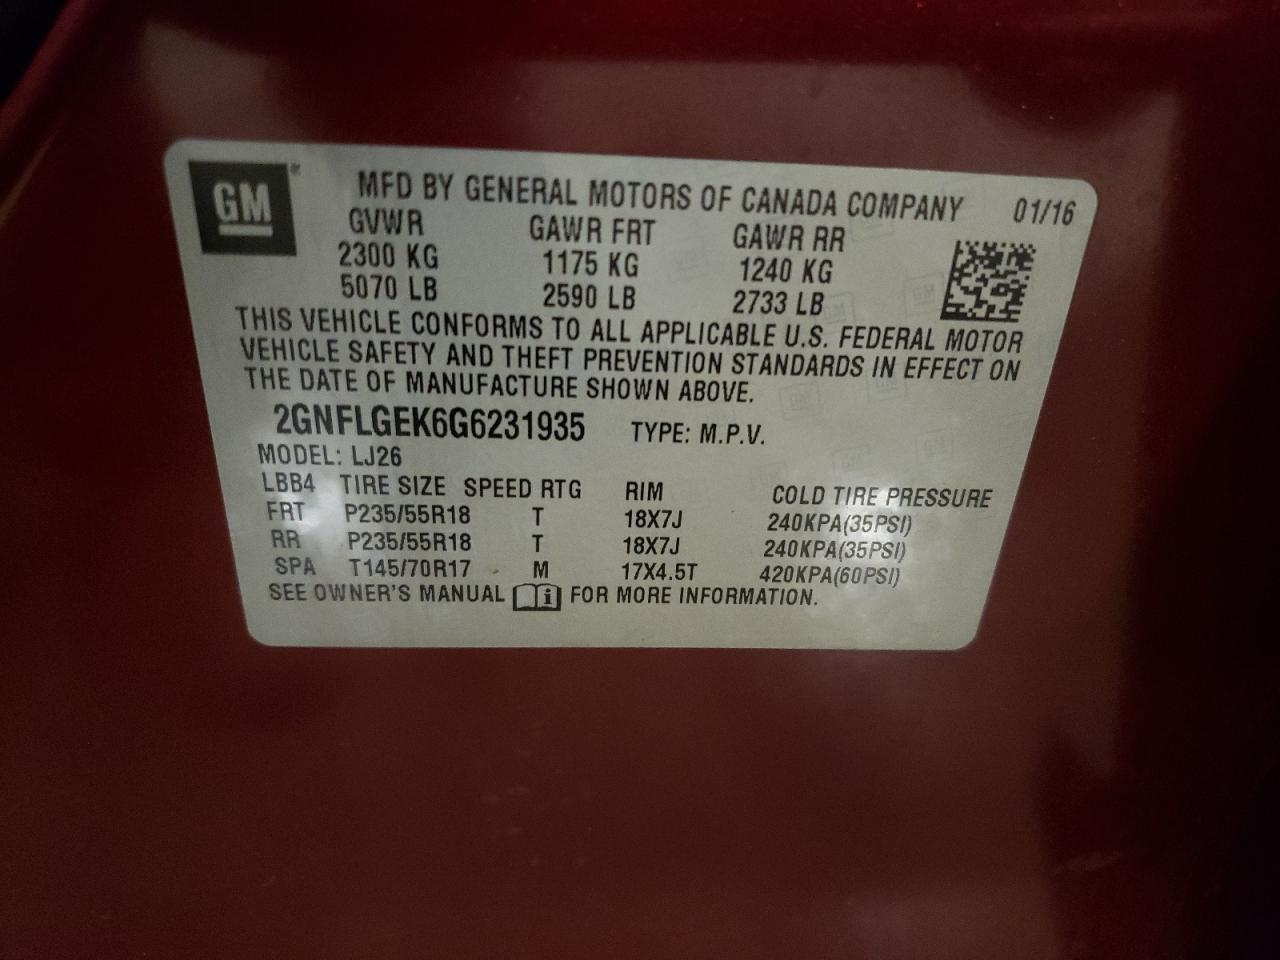 GM® MFD BY GENERAL MOTORS OF CANADA COMPANY 01/16
GVWR GAWR FRT GAWR RR
2300 KG 1175 KG 1240 KG
5070 LB 2590 LB 2733 LB
THIS VEHICLE CONFORMS TO ALL APPLICABLE U.S. FEDERAL MOTOR
VEHICLE SAFETY AND THEFT PREVENTION STANDARDS IN EFFECT ON
THE DATE OF MANUFACTURE SHOWN ABOVE.
2GNFLGEK6G6231935 TYPE: M.P.V.
MODEL: LJ26
LBB4 TIRE SIZE SPEED RTG RIM COLD TIRE PRESSURE
FRT P235/55R18 T 18X7J 240KPA(35PSI)
RR P235/55R18 T 18X7J 240KPA(35PSI)
SPA T145/70R17 M 17X4.5T 420KPA(60PSI)
SEE OWNER'S MANUAL i FOR MORE INFORMATION.